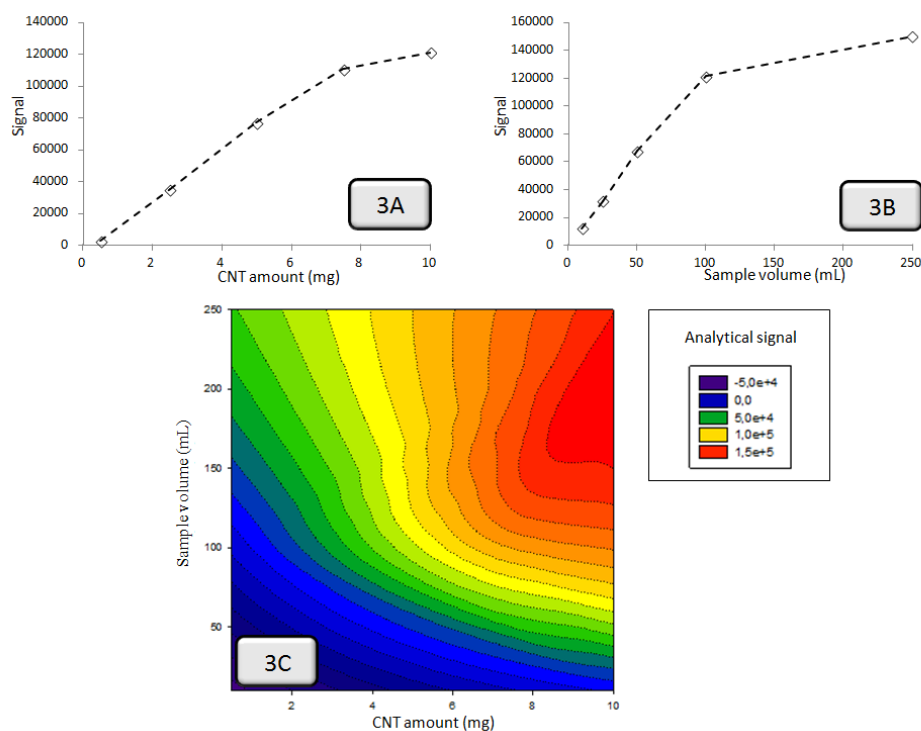 140000
120000
100000
80000
60000
40000
20000
0
Signal
0 2 4 6 8 10
CNT amount (mg)
3A
160000
140000
120000
100000
80000
60000
40000
20000
0
Signal
0 50 100 150 200 250
Sample volume (mL)
3B
250
200
150
100
50
Sample volume (mL)
2 4 6 8 10
CNT amount (mg)
3C
Analytical signal
-5,0e+4
0,0
5,0e+4
1,0e+5
1,5e+5